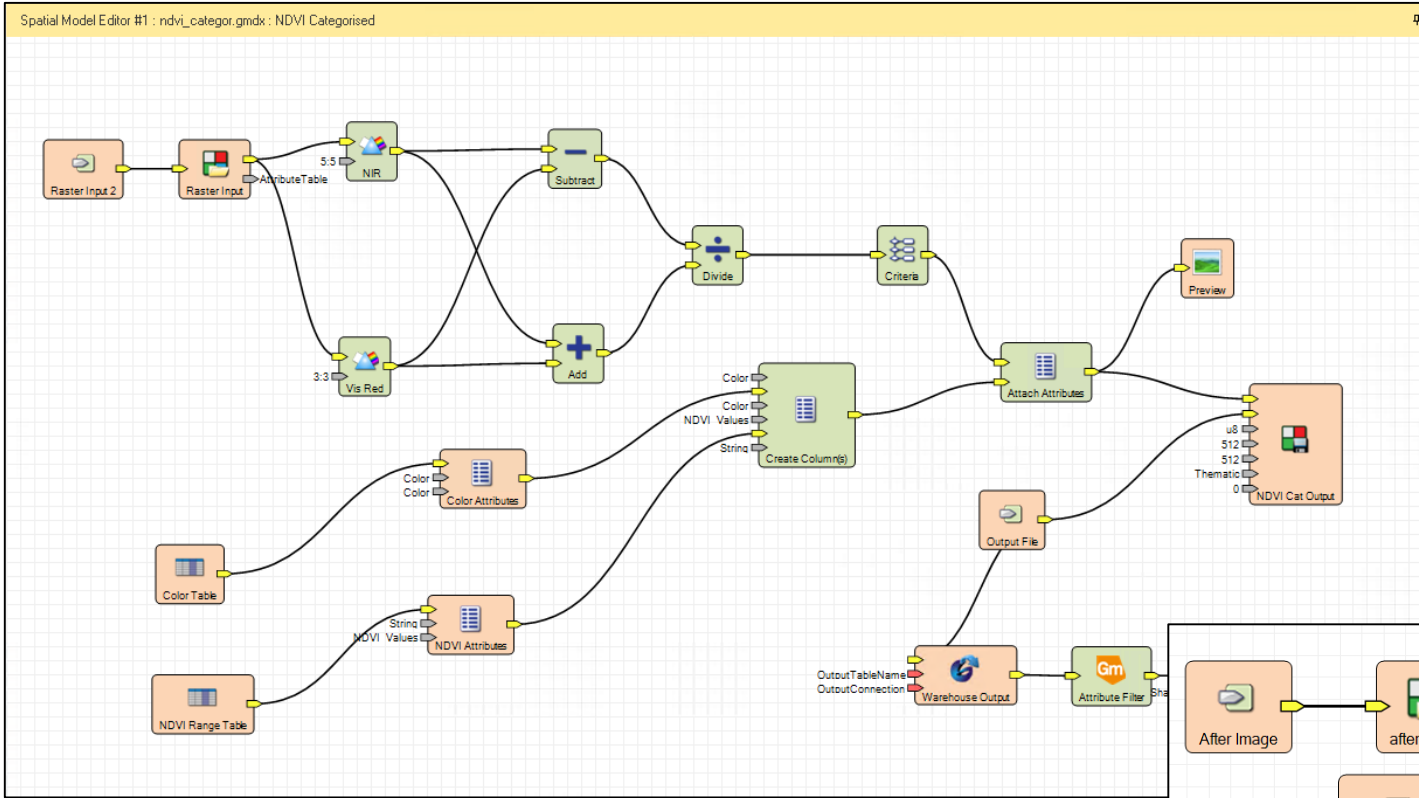 Spatial Model Editor #1 : ndvi_categor.gmdx : NDVI Categorised
Raster Input 2
Raster Input
AttributeTable
5:5
NIR
Subtract
3:3
Vis Red
Add
Divide
Criteria
Preview
Attach Attributes
Color
Color
NDVI Values
String
Create Column(s)
u8
512
512
Thematic
0
NDVI Cat Output
Color
Color
Color Attributes
Output File
Color Table
String
NDVI Values
NDVI Attributes
NDVI Range Table
OutputTableName
OutputConnection
Warehouse Output
Gm
Attribute Filter
Sha
After Image
after